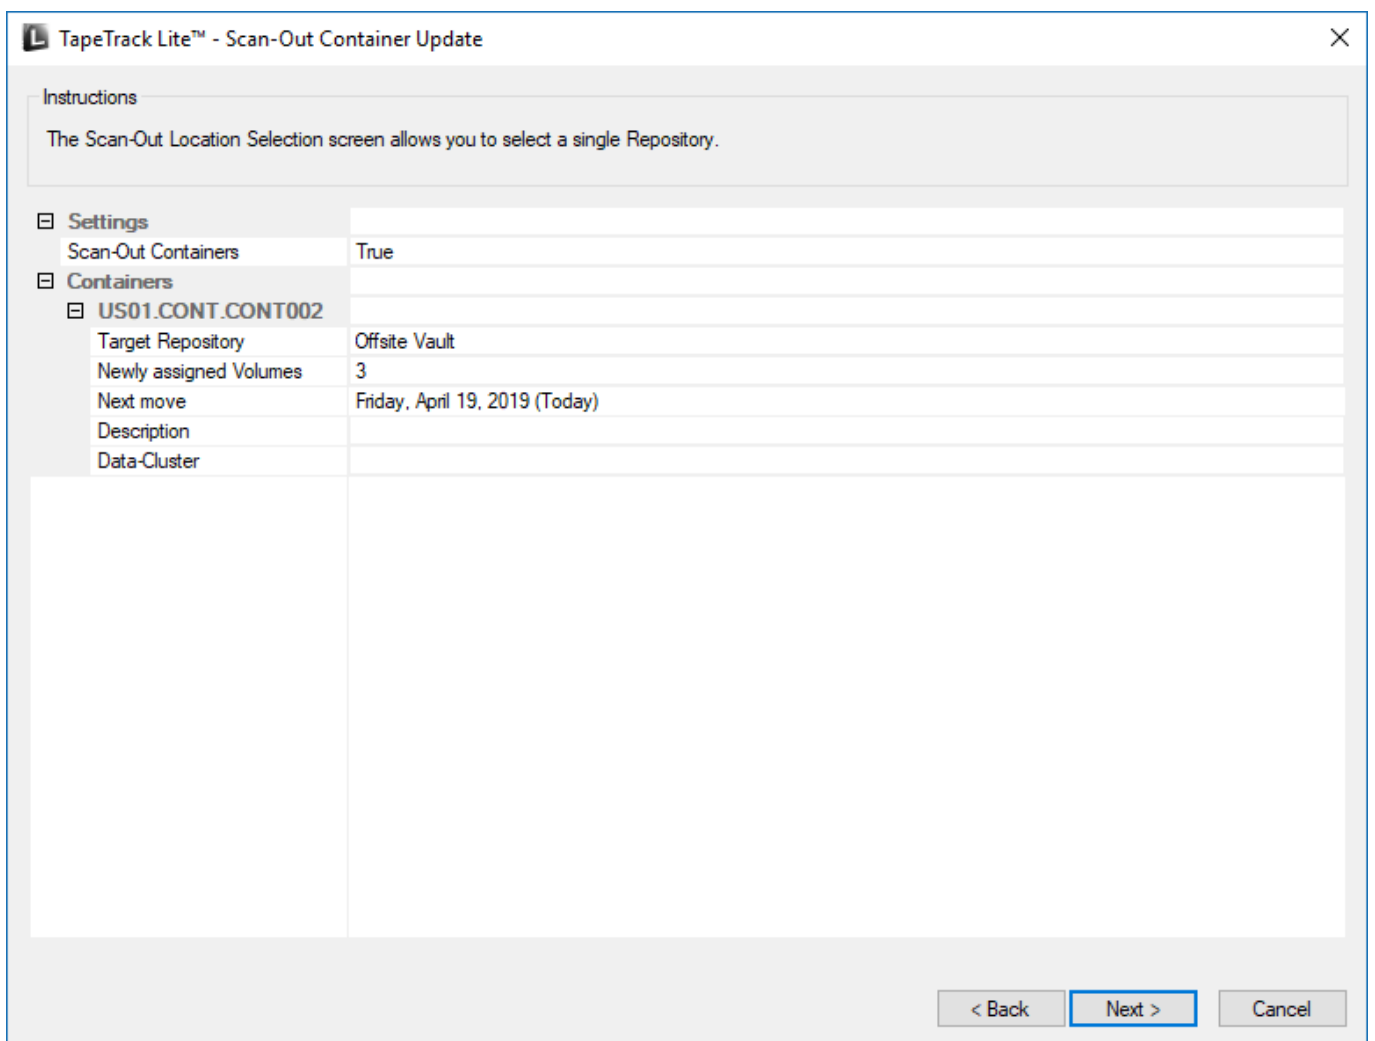 TapeTrack Lite™ - Scan-Out Container Update
Instructions
The Scan-Out Location Selection screen allows you to select a single Repository.
Settings
Scan-Out Containers True
Containers
US01.CONT.CONT002
Target Repository Offsite Vault
Newly assigned Volumes 3
Next move Friday, April 19, 2019 (Today)
Description
Data-Cluster
< Back Next > Cancel